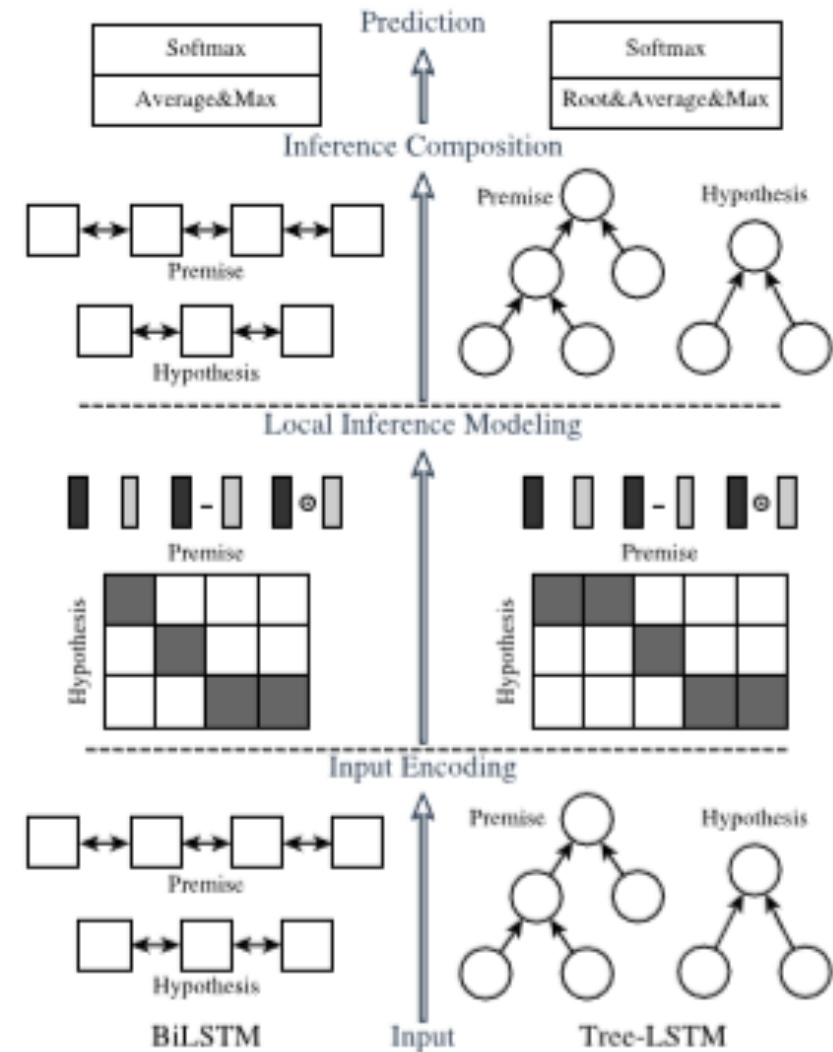 Prediction
Softmax
Average&Max
Softmax
Root&Average&Max
Inference Composition
Premise
Hypothesis
Premise
Hypothesis
Local Inference Modeling
– ⊙
– ⊙
Premise
Hypothesis
Premise
Hypothesis
Input Encoding
Premise
Hypothesis
Premise
Hypothesis
BiLSTM
Input
Tree-LSTM